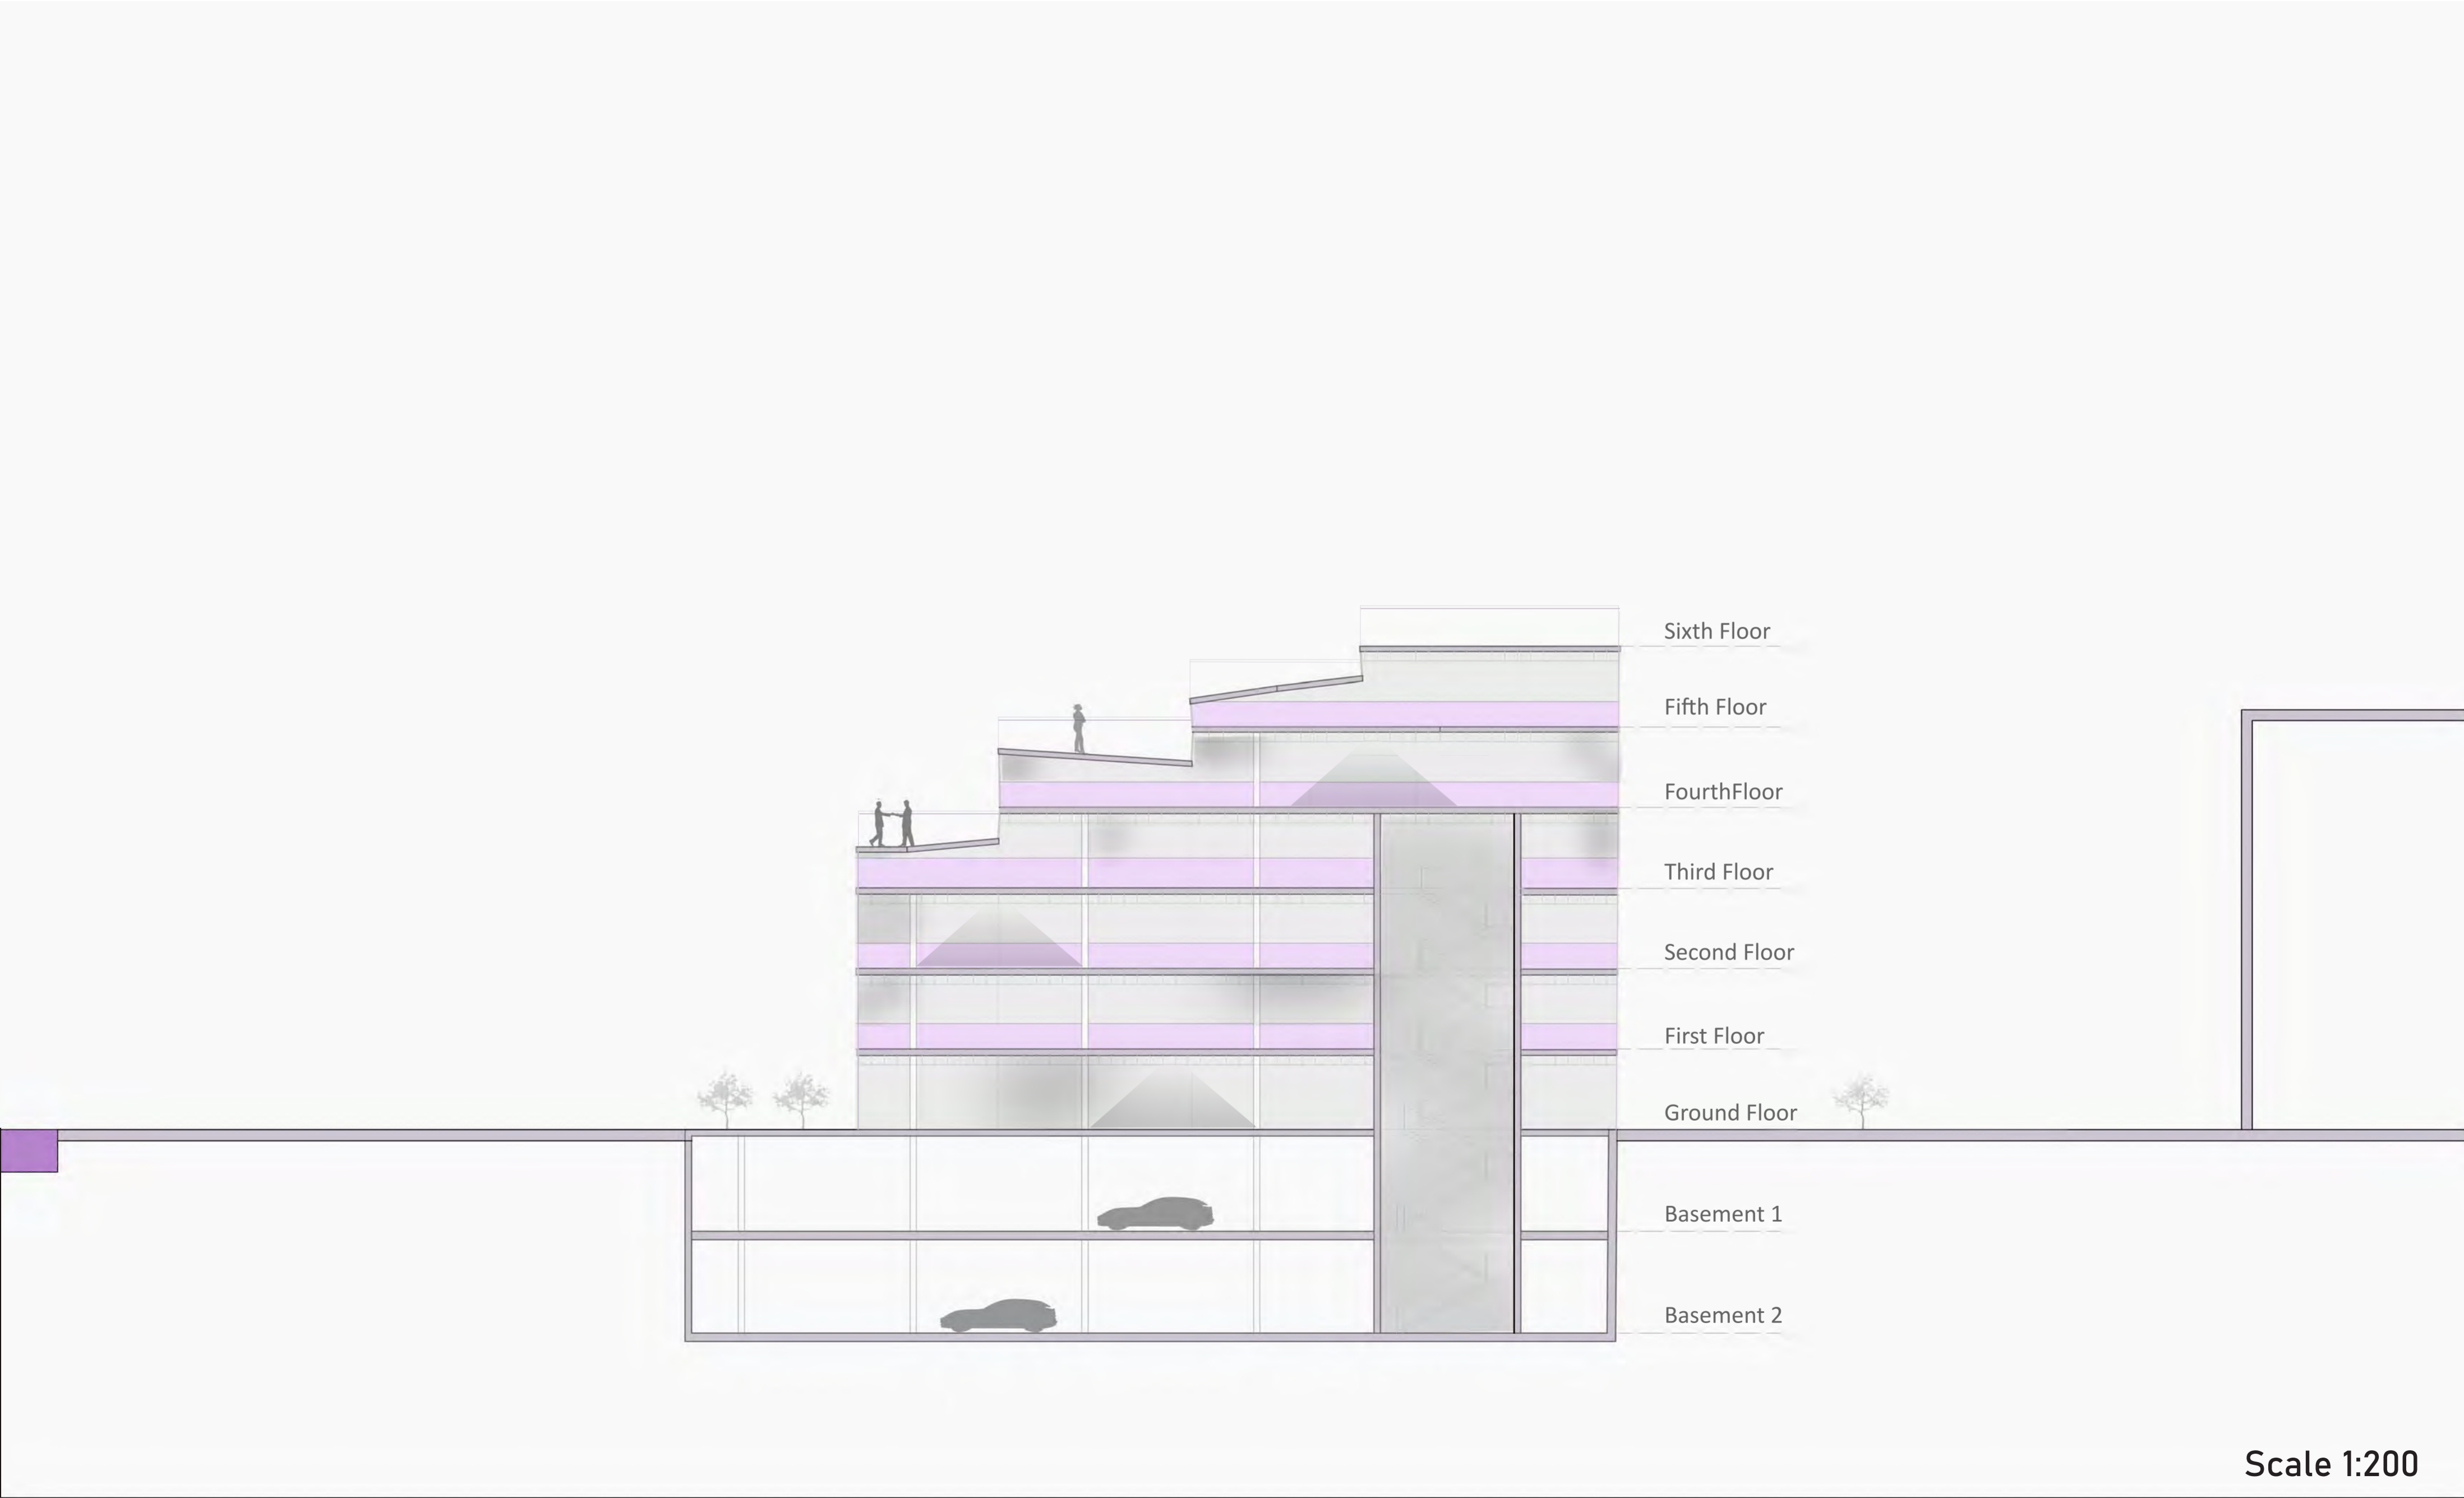 Sixth Floor
Fifth Floor
FourthFloor
Third Floor
Second Floor
First Floor
Ground Floor
Basement 1
Basement 2
Scale 1:200